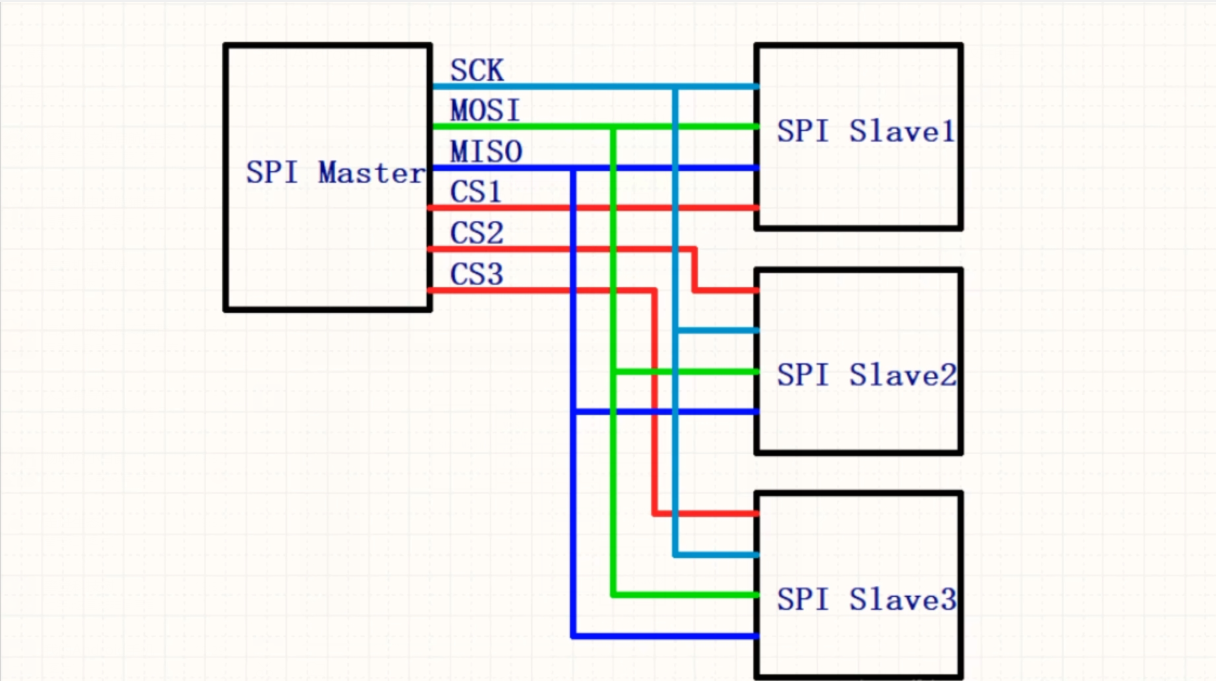 SCK
MOSI
MISO
SPI Master
CS1
CS2
CS3
SPI Slave1
SPI Slave2
SPI Slave3